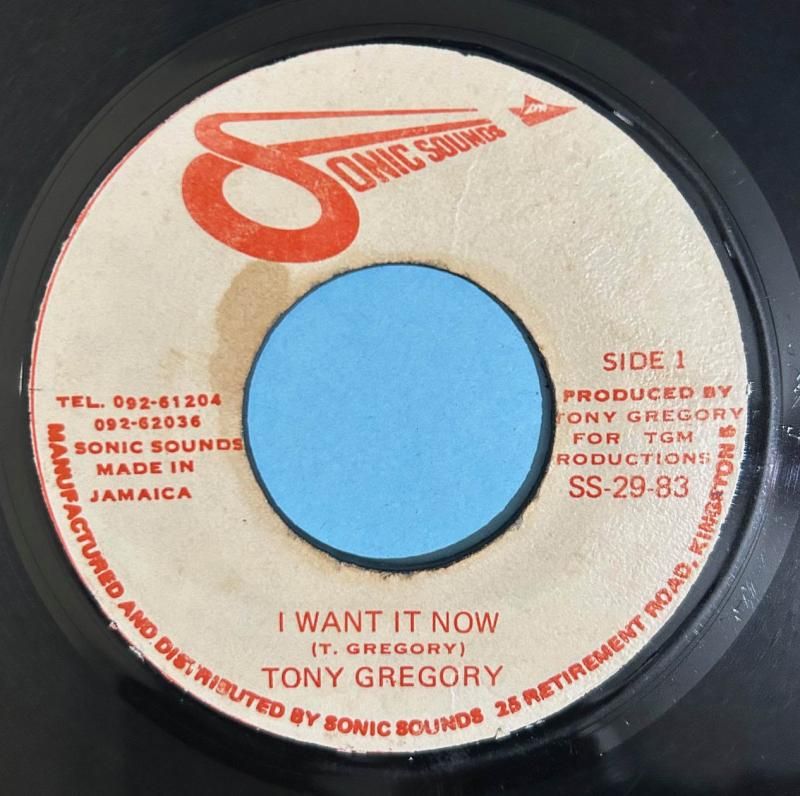 SONIC SOUNDS
SIDE 1
TEL. 092-61204
092-62036
SONIC SOUNDS
MADE IN
JAMAICA
PRODUCED BY
TONY GREGORY
FOR TGM
RODUCTIONS
SS-29-83
I WANT IT NOW
(T. GREGORY)
TONY GREGORY
MANUFACTURED AND DISTRIBUTED BY SONIC SOUNDS 25 RETIREMENT ROAD, KINGSTON 5